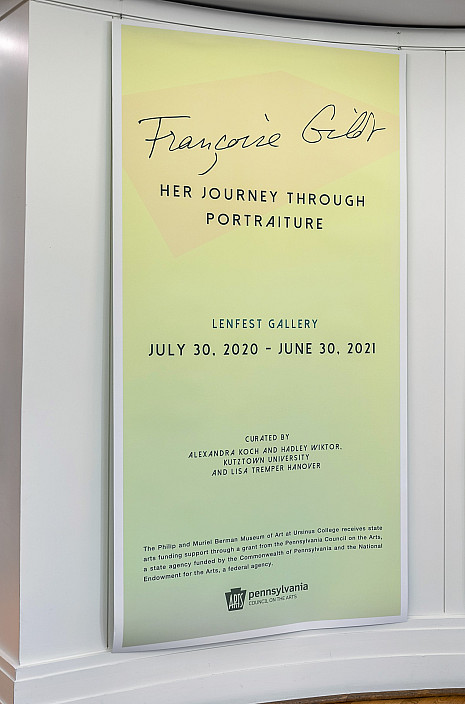 Françoise Gilot
HER JOURNEY THROUGH
PORTRAITURE
LENFEST GALLERY
JULY 30, 2020 - JUNE 30, 2021
CURATED BY
ALEXANDRA KOCH AND HADLEY WIKTOR,
KUTZTOWN UNIVERSITY
AND LISA TREMPER HANOVER
The Philip and Muriel Berman Museum of Art at Ursinus College receives state
arts funding support through a grant from the Pennsylvania Council on the Arts,
a state agency funded by the Commonwealth of Pennsylvania and the National
Endowment for the Arts, a federal agency.
ARTS pennsylvania
COUNCIL ON THE ARTS